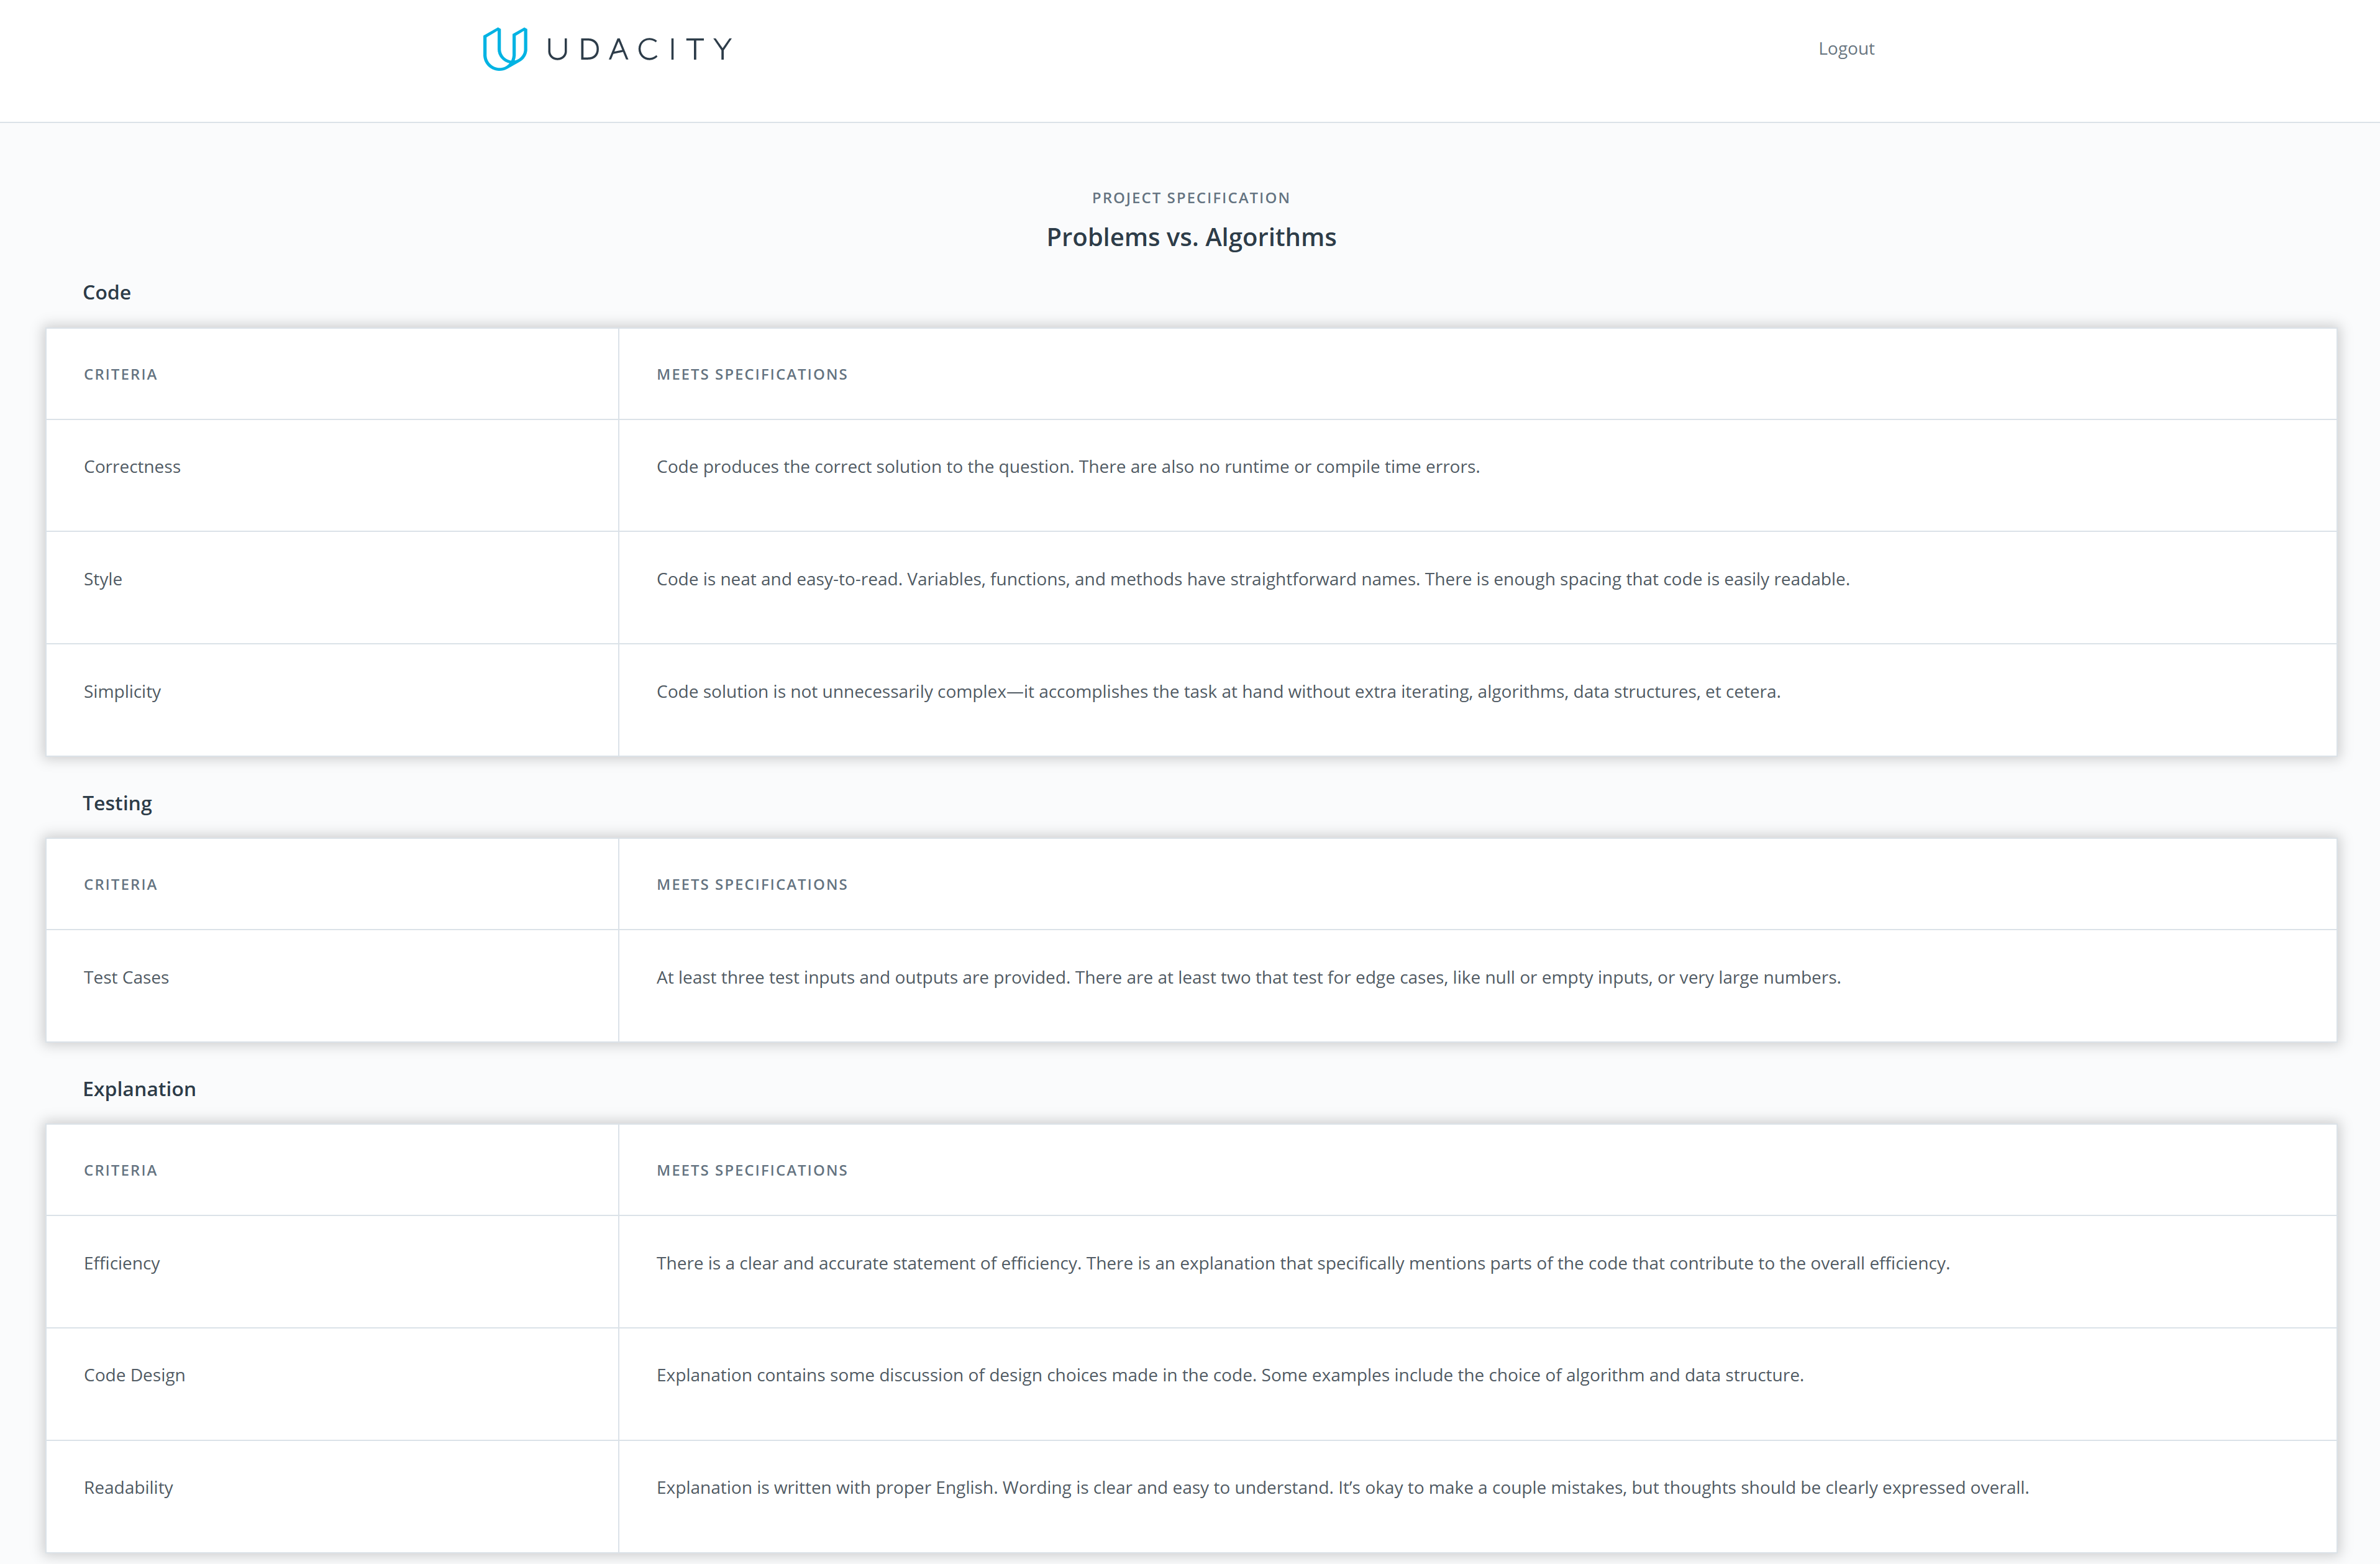 UDACITY
Logout
PROJECT SPECIFICATION
Problems vs. Algorithms
Code
CRITERIA
MEETS SPECIFICATIONS
Correctness
Code produces the correct solution to the question. There are also no runtime or compile time errors.
Style
Code is neat and easy-to-read. Variables, functions, and methods have straightforward names. There is enough spacing that code is easily readable.
Simplicity
Code solution is not unnecessarily complex—it accomplishes the task at hand without extra iterating, algorithms, data structures, et cetera.
Testing
CRITERIA
MEETS SPECIFICATIONS
Test Cases
At least three test inputs and outputs are provided. There are at least two that test for edge cases, like null or empty inputs, or very large numbers.
Explanation
CRITERIA
MEETS SPECIFICATIONS
Efficiency
There is a clear and accurate statement of efficiency. There is an explanation that specifically mentions parts of the code that contribute to the overall efficiency.
Code Design
Explanation contains some discussion of design choices made in the code. Some examples include the choice of algorithm and data structure.
Readability
Explanation is written with proper English. Wording is clear and easy to understand. It’s okay to make a couple mistakes, but thoughts should be clearly expressed overall.